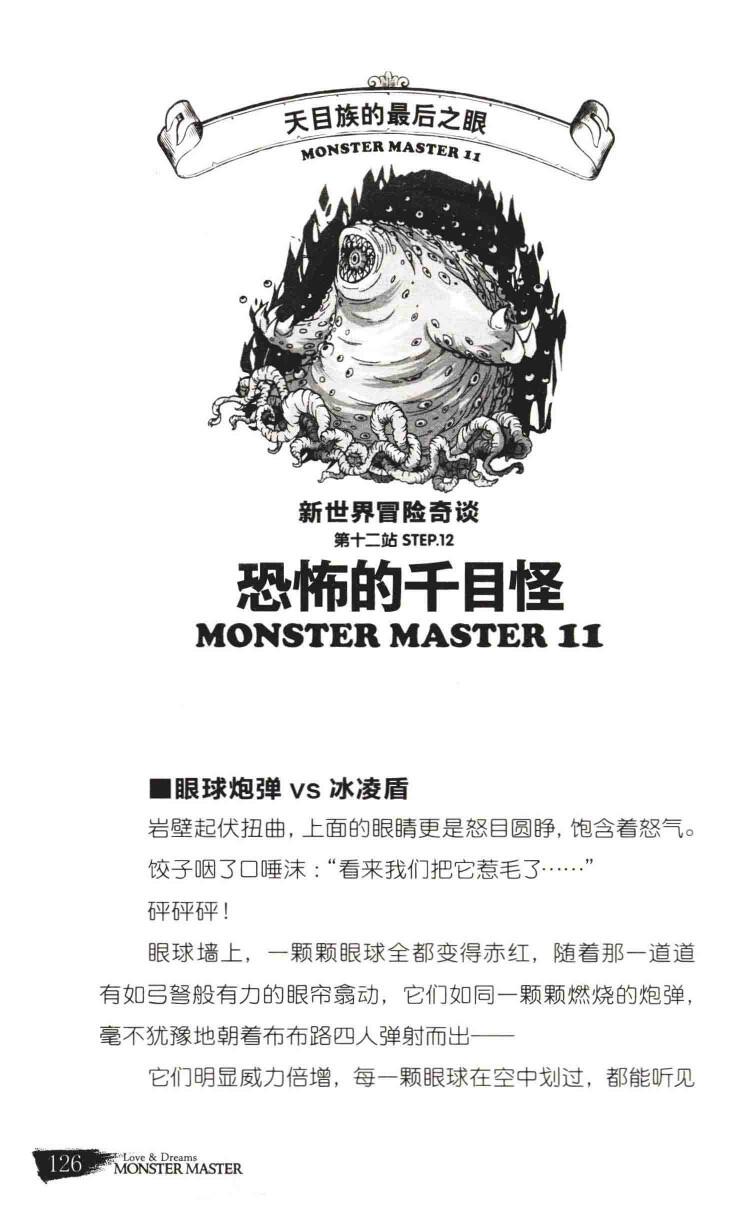 天目族的最后之眼
MONSTER MASTER 11
新世界冒险奇谈
第十二站 STEP.12
恐怖的千目怪
MONSTER MASTER 11
■眼球炮弹 vs 冰凌盾
岩壁起伏扭曲，上面的眼睛更是怒目圆睁，饱含着怒气。
饺子咽了口唾沫：“看来我们把它惹毛了……”
砰砰砰！
眼球墙上，一颗颗眼球全都变得赤红，随着那一道道
有如弓弩般有力的眼帘翕动，它们如同一颗颗燃烧的炮弹，
毫不犹豫地朝着布布路四人弹射而出——
它们明显威力倍增，每一颗眼球在空中划过，都能听见
126
Love & Dreams
MONSTER MASTER